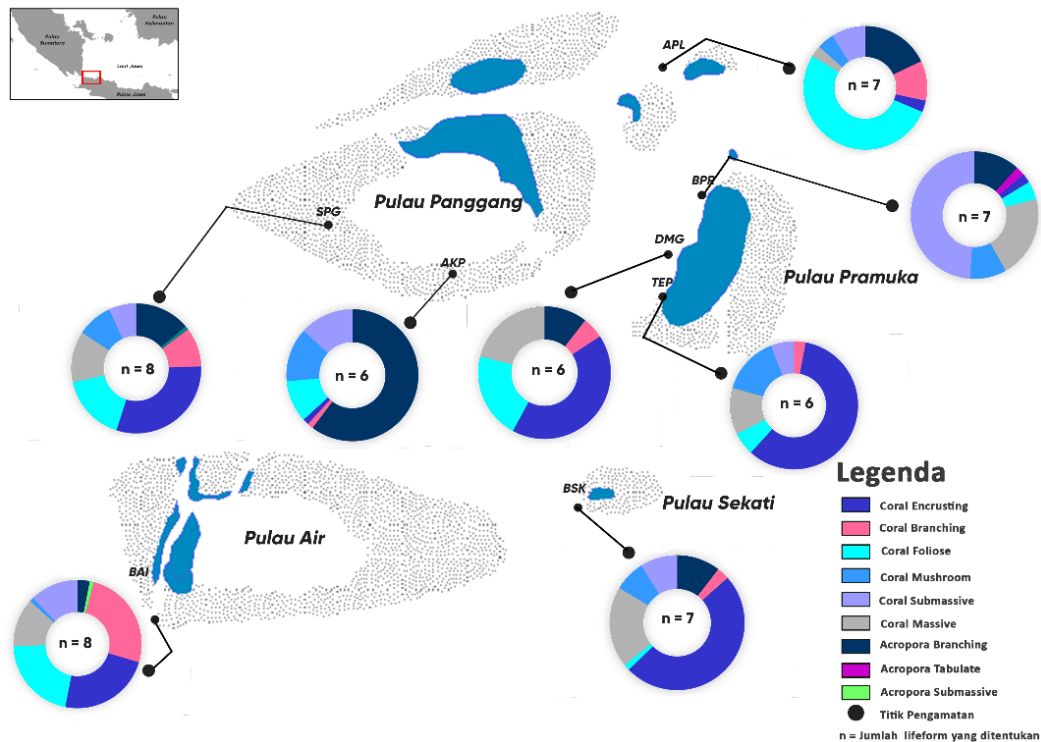 Pulau
Sumatera
Pulau
Kalimantan
Laut Jawa
Pulau Jawa
APL
n = 7
BPR
n = 7
Pulau Panggang
SPG
AKP
DMG
TEP
Pulau Pramuka
n = 8
n = 6
n = 6
n = 6
BSK
Pulau Sekati
Pulau Air
BAI
n = 8
n = 7
Legenda
Coral Encrusting
Coral Branching
Coral Foliose
Coral Mushroom
Coral Submassive
Coral Massive
Acropora Branching
Acropora Tabulate
Acropora Submassive
Titik Pengamatan
n = Jumlah lifeform yang ditentukan